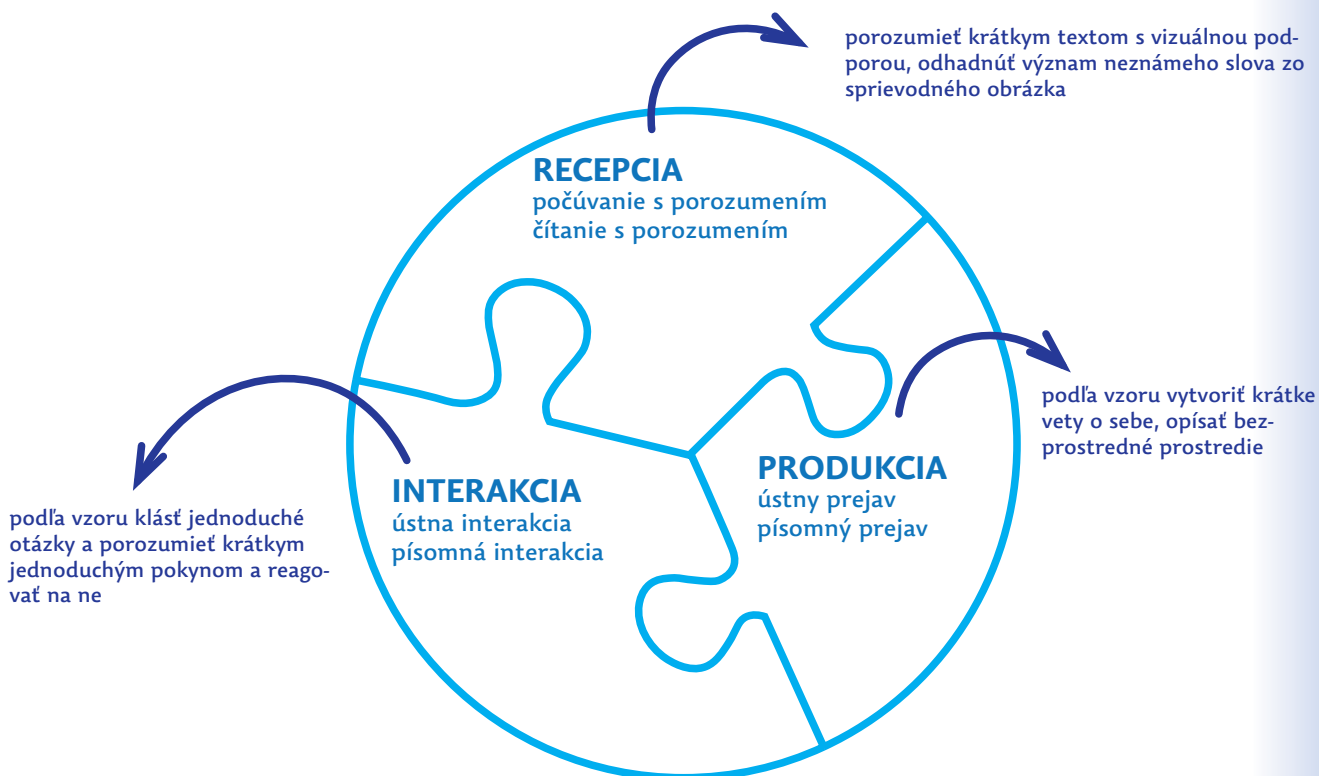 porozumieť krátkym textom s vizuálnou pod-
porou, odhadnúť význam neznámeho slova zo
sprievodného obrázka
RECEPCIA
počúvanie s porozumením
čítanie s porozumením
podľa vzoru vytvoriť krátke
vety o sebe, opísať bez-
prostredné prostredie
PRODUKCIA
ústny prejav
písomný prejav
INTERAKCIA
ústna interakcia
písomná interakcia
podľa vzoru klásť jednoduché
otázky a porozumieť krátkym
jednoduchým pokynom a reago-
vať na ne